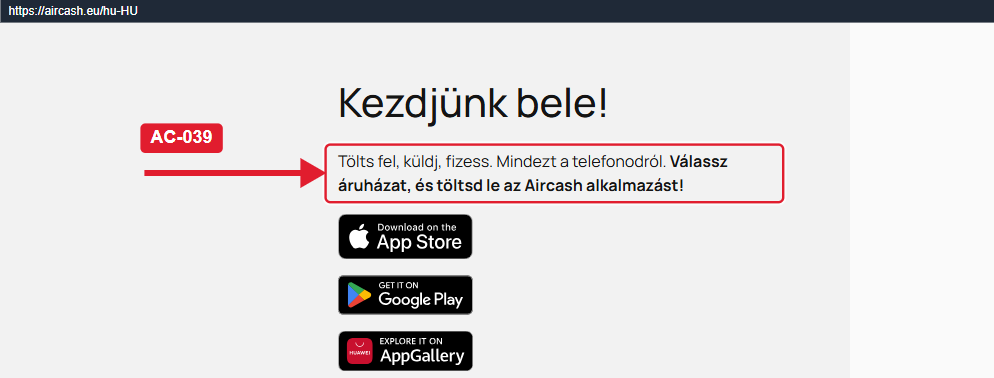 https://aircash.eu/hu-HU
Kezdjünk bele!
AC-039
Tölts fel, küldj, fizess. Mindezt a telefonodról. Válassz
áruházat, és töltsd le az Aircash alkalmazást!
Download on the
App Store
GET IT ON
Google Play
HUAWEI
EXPLORE IT ON
AppGallery